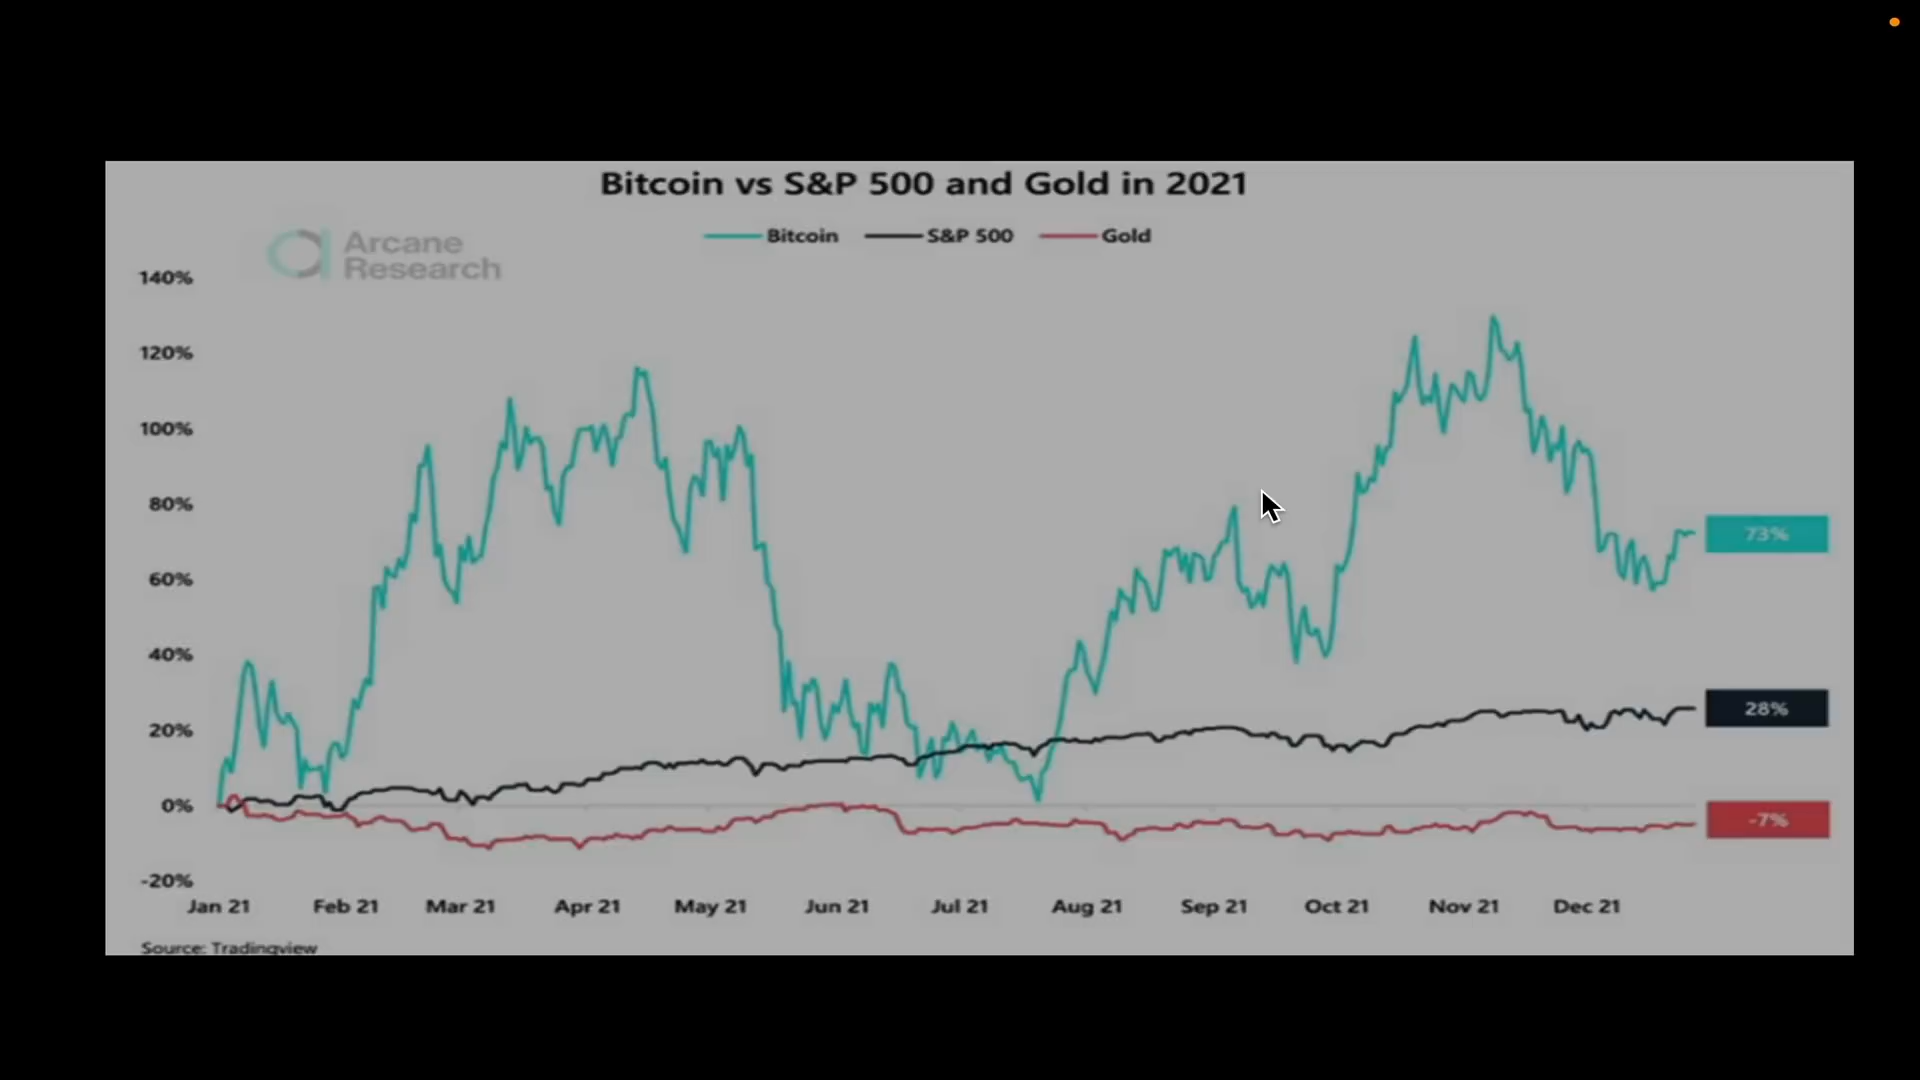 Bitcoin vs S&P 500 and Gold in 2021
Bitcoin S&P 500 Gold
Arcane
Research
140%
120%
100%
80%
73%
60%
40%
28%
20%
0%
-7%
-20%
Jan 21 Feb 21 Mar 21 Apr 21 May 21 Jun 21 Jul 21 Aug 21 Sep 21 Oct 21 Nov 21 Dec 21
Source: Tradingview